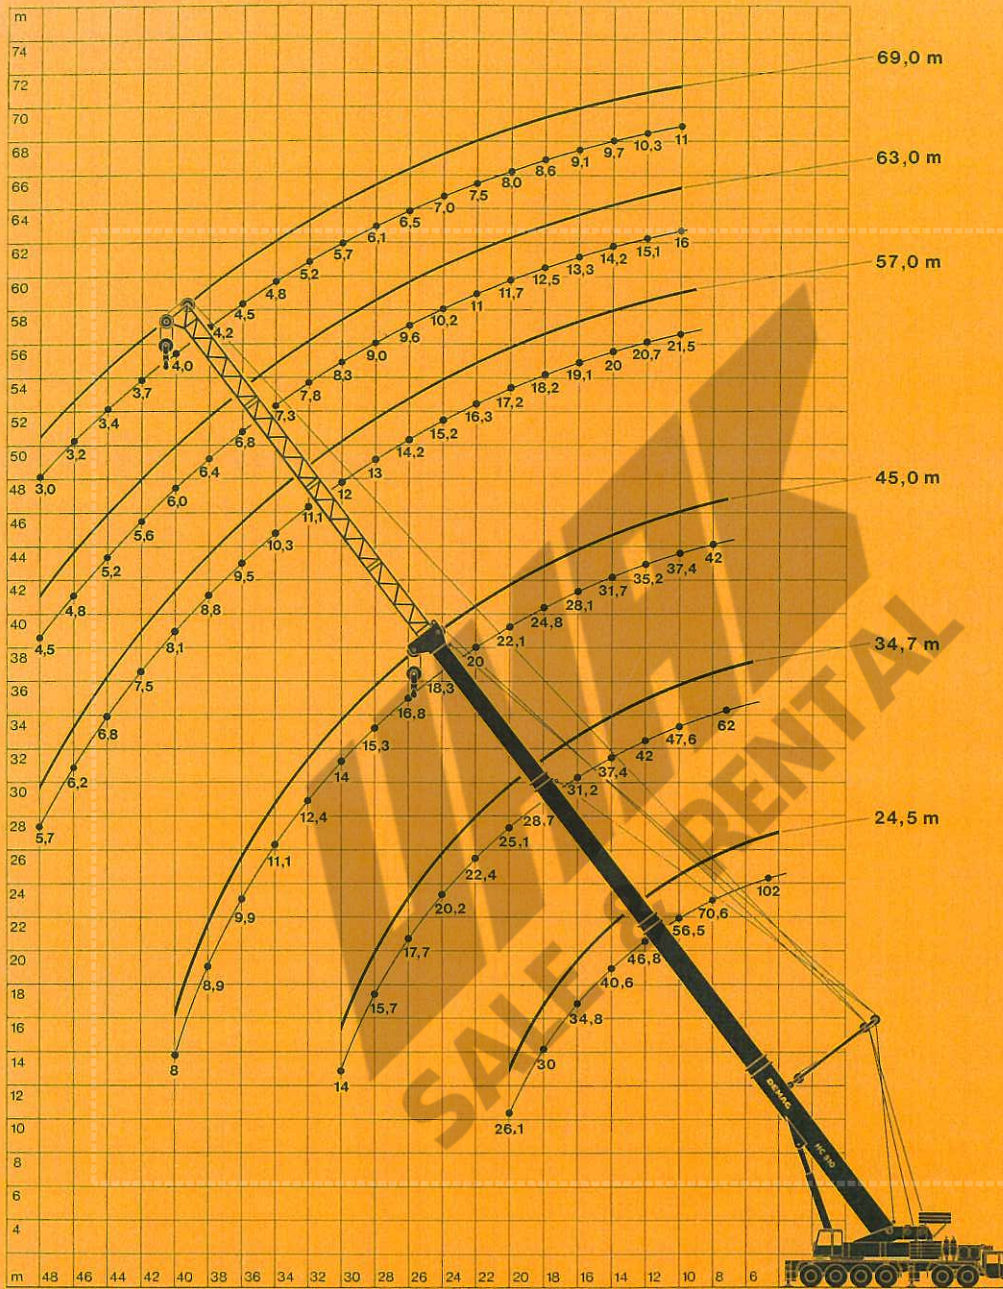 m
74
72
70
68
66
64
62
60
58
56
54
52
50
48
46
44
42
40
38
36
34
32
30
28
26
24
22
20
18
16
14
12
10
8
6
4
m 48 46 44 42 40 38 36 34 32 30 28 26 24 22 20 18 16 14 12 10 8 6
69,0 m
3,0 3,2 3,4 3,7 4,0 4,2 4,5 4,8 5,2 5,7 6,1 6,5 7,0 7,5 8,0 8,6 9,1 9,7 10,3 11
63,0 m
4,5 4,8 5,2 5,6 6,0 6,4 6,8 7,3 7,8 8,3 9,0 9,6 10,2 11 11,7 12,5 13,3 14,2 15,1 16
57,0 m
5,7 6,2 6,8 7,5 8,1 8,8 9,5 10,3 11,1 12 13 14,2 15,2 16,3 17,2 18,2 19,1 20 20,7 21,5
45,0 m
8 8,9 9,9 11,1 12,4 14 15,3 16,8 18,3 20 22,1 24,8 28,1 31,7 35,2 37,4 42
34,7 m
14 15,7 17,7 20,2 22,4 25,1 28,7 31,2 37,4 42 47,6 62
24,5 m
26,1 30 34,8 40,6 46,8 56,5 70,6 102
SALE & RENTAL
DEMAG HC 310